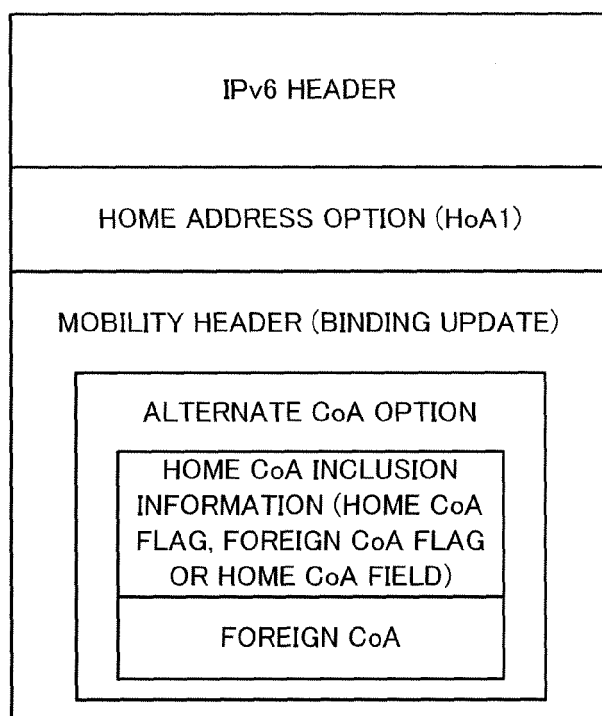 IPv6 HEADER
HOME ADDRESS OPTION (HoA1)
MOBILITY HEADER (BINDING UPDATE)
ALTERNATE CoA OPTION
HOME CoA INCLUSION
INFORMATION (HOME CoA
FLAG, FOREIGN CoA FLAG
OR HOME CoA FIELD)
FOREIGN CoA